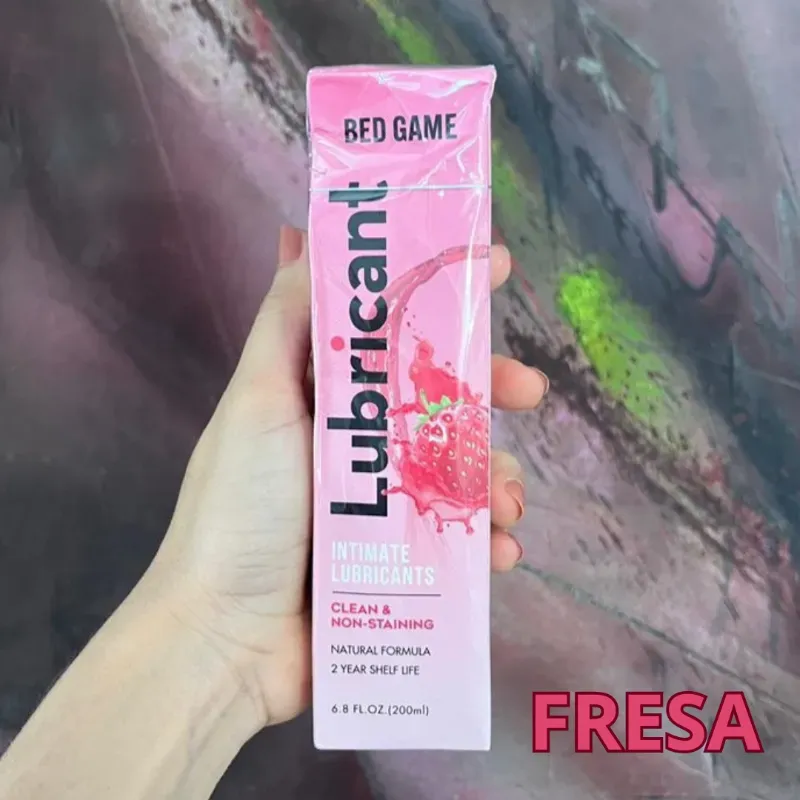 BED GAME
Lubricant
INTIMATE
LUBRICANTS
CLEAN &
NON-STAINING
NATURAL FORMULA
2 YEAR SHELF LIFE
6.8 FL.OZ.(200ml)
FRESA